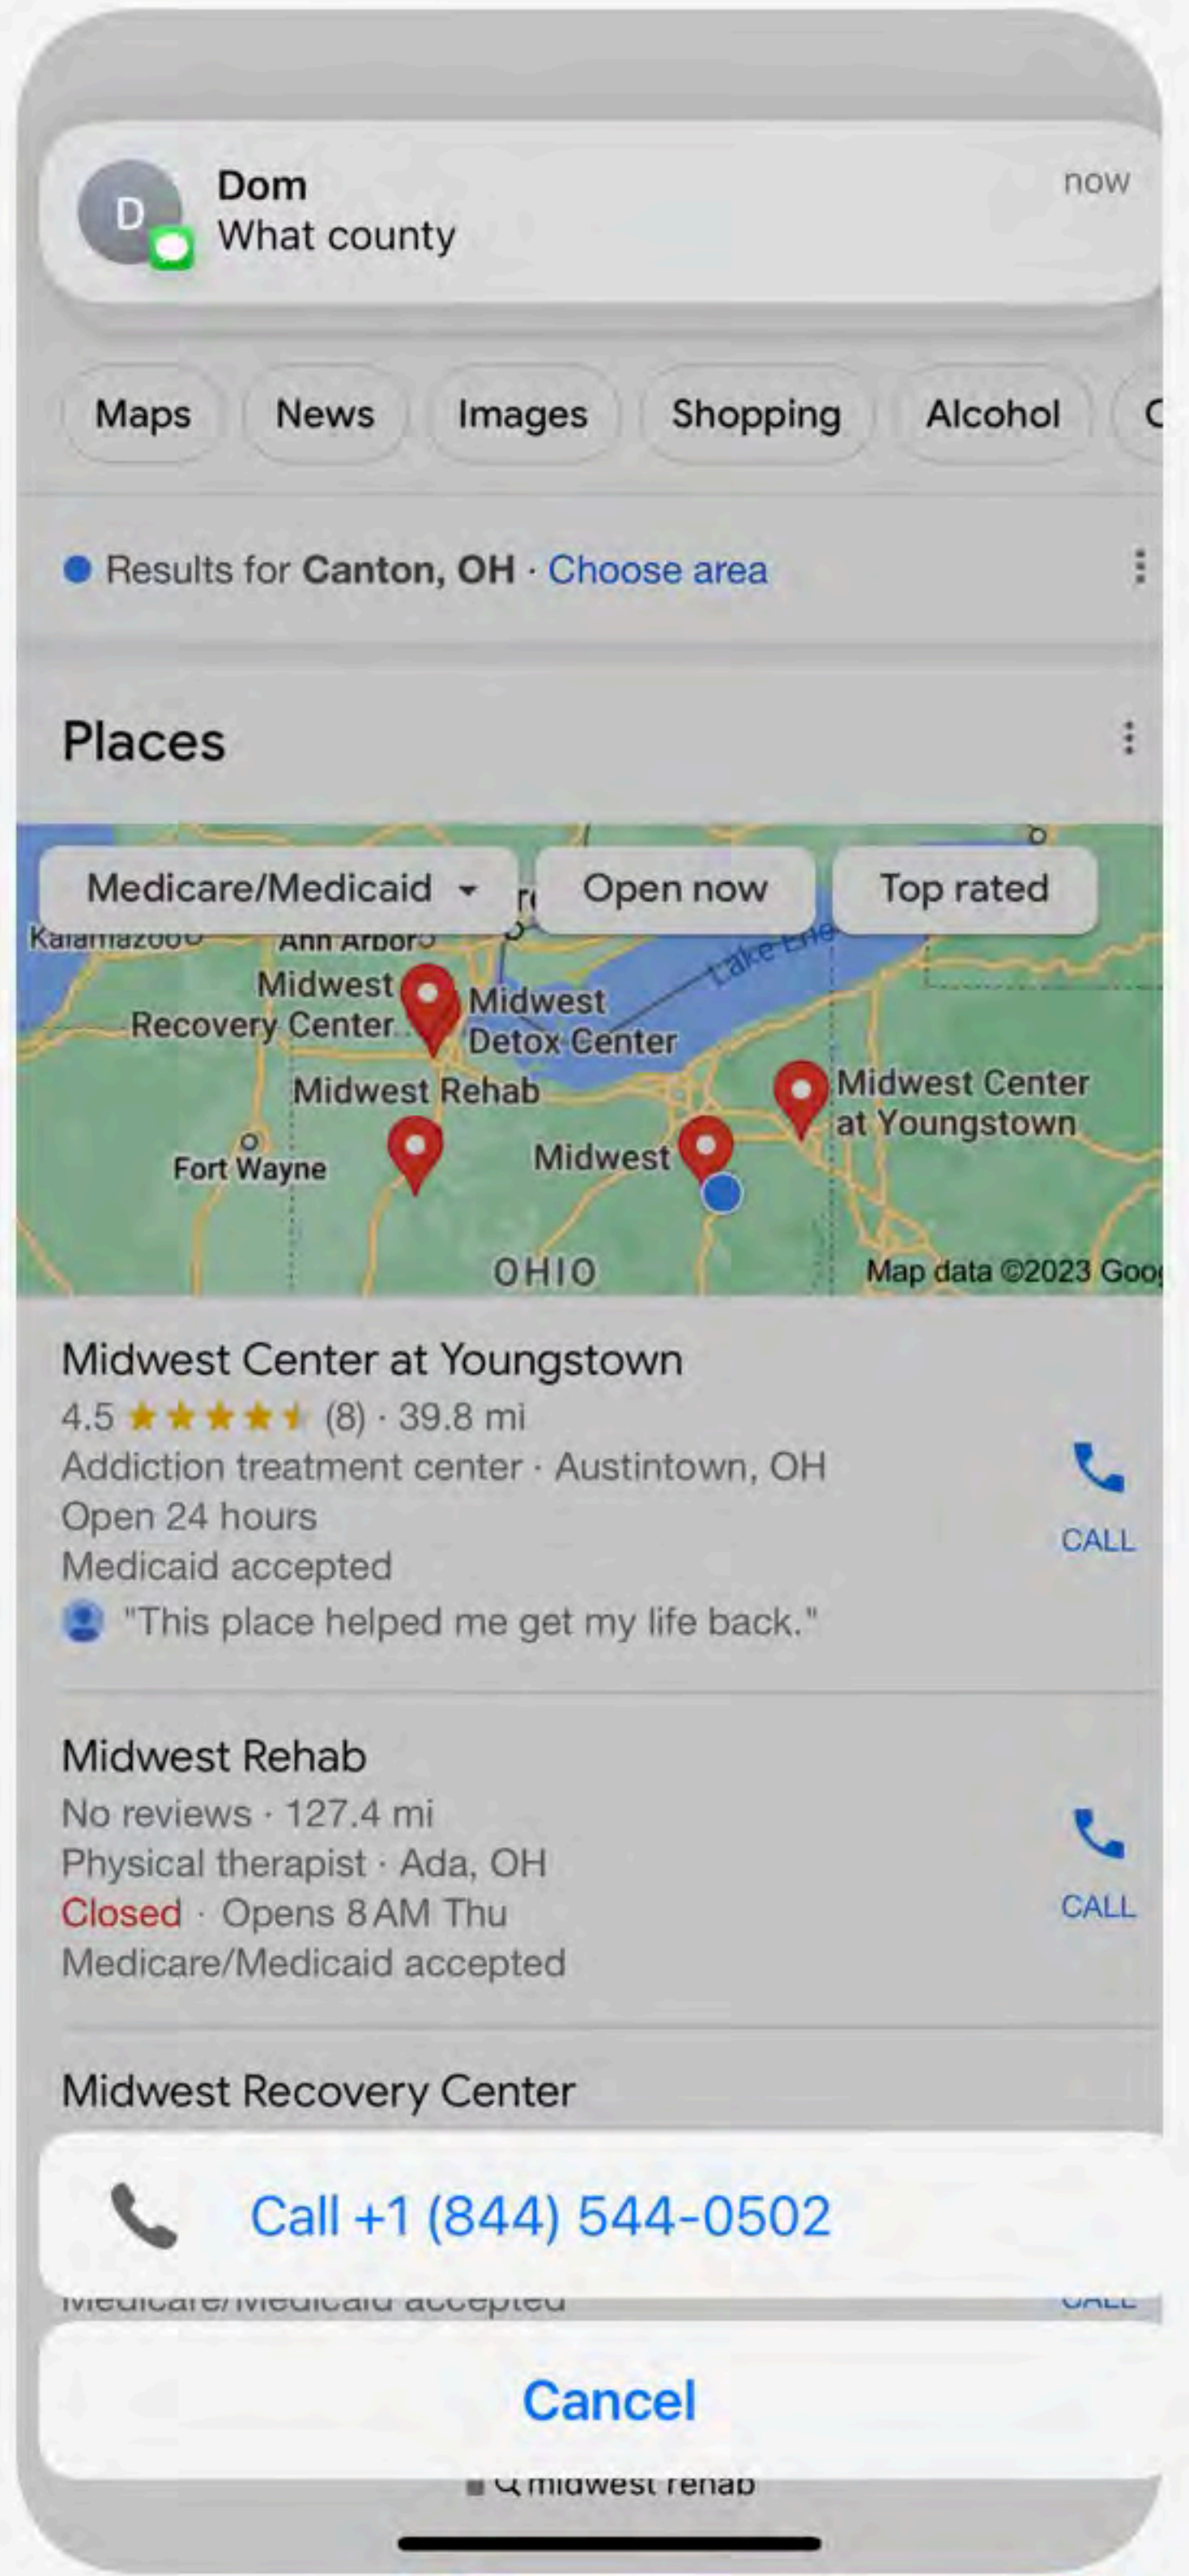 D
Dom
now
What county
Maps
News
Images
Shopping
Alcohol
Results for Canton, OH · Choose area
Places
Medicare/Medicaid
Open now
Top rated
Kalamazoo
Ann Arbor
Lake Erie
Midwest
Recovery Center
Midwest
Detox Center
Midwest Rehab
Midwest Center
at Youngstown
Midwest
Fort Wayne
OHIO
Map data ©2023 Goo
Midwest Center at Youngstown
4.5 (8) · 39.8 mi
Addiction treatment center · Austintown, OH
Open 24 hours
Medicaid accepted
CALL
"This place helped me get my life back."
Midwest Rehab
No reviews · 127.4 mi
Physical therapist · Ada, OH
Closed · Opens 8 AM Thu
CALL
Medicare/Medicaid accepted
Midwest Recovery Center
Call +1 (844) 544-0502
Medicare/Medicaid accepted
CALL
Cancel
midwest rehab